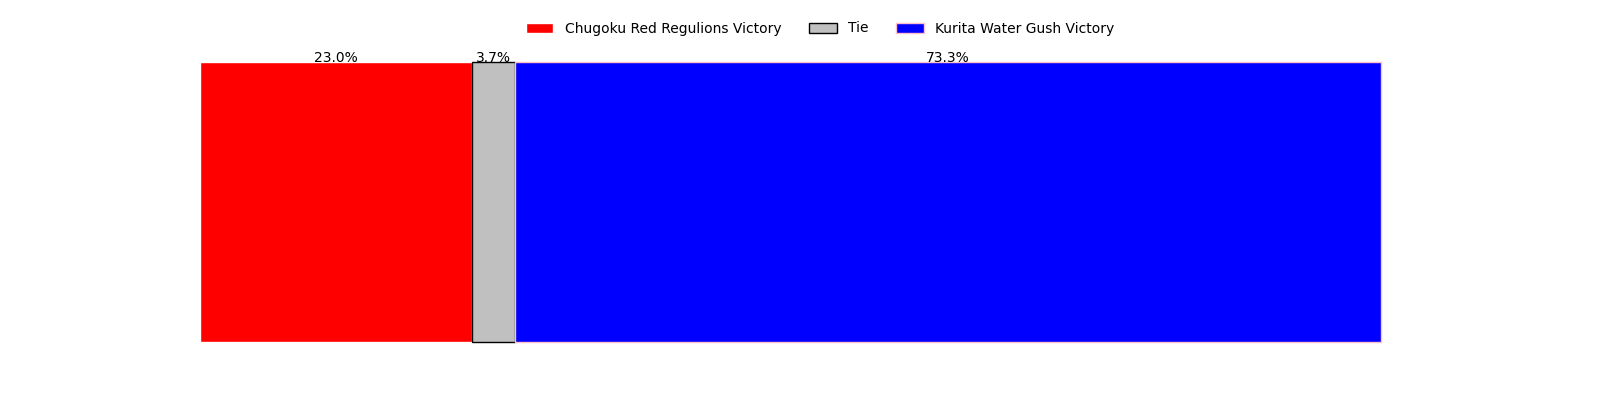 Chugoku Red Regulions Victory Tie Kurita Water Gush Victory
23.0% 3.7% 73.3%